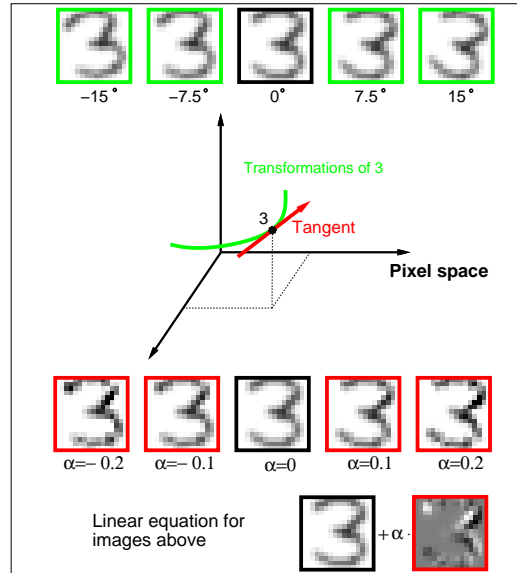 −15° −7.5° 0° 7.5° 15°
Transformations of 3
3
Tangent
Pixel space
α=− 0.2 α=− 0.1 α=0 α=0.1 α=0.2
Linear equation for
images above
+ α ·